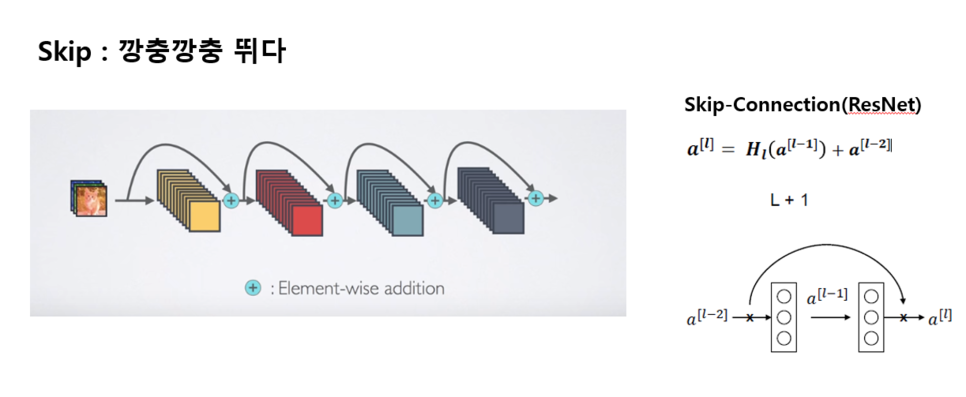 Skip : 깡충깡충 뛰다
Skip-Connection(ResNet)
a^[l] = H_l(a^[l-1]) + a^[l-2]
L + 1
+ : Element-wise addition
a^[l-2] a^[l-1] a^[l]